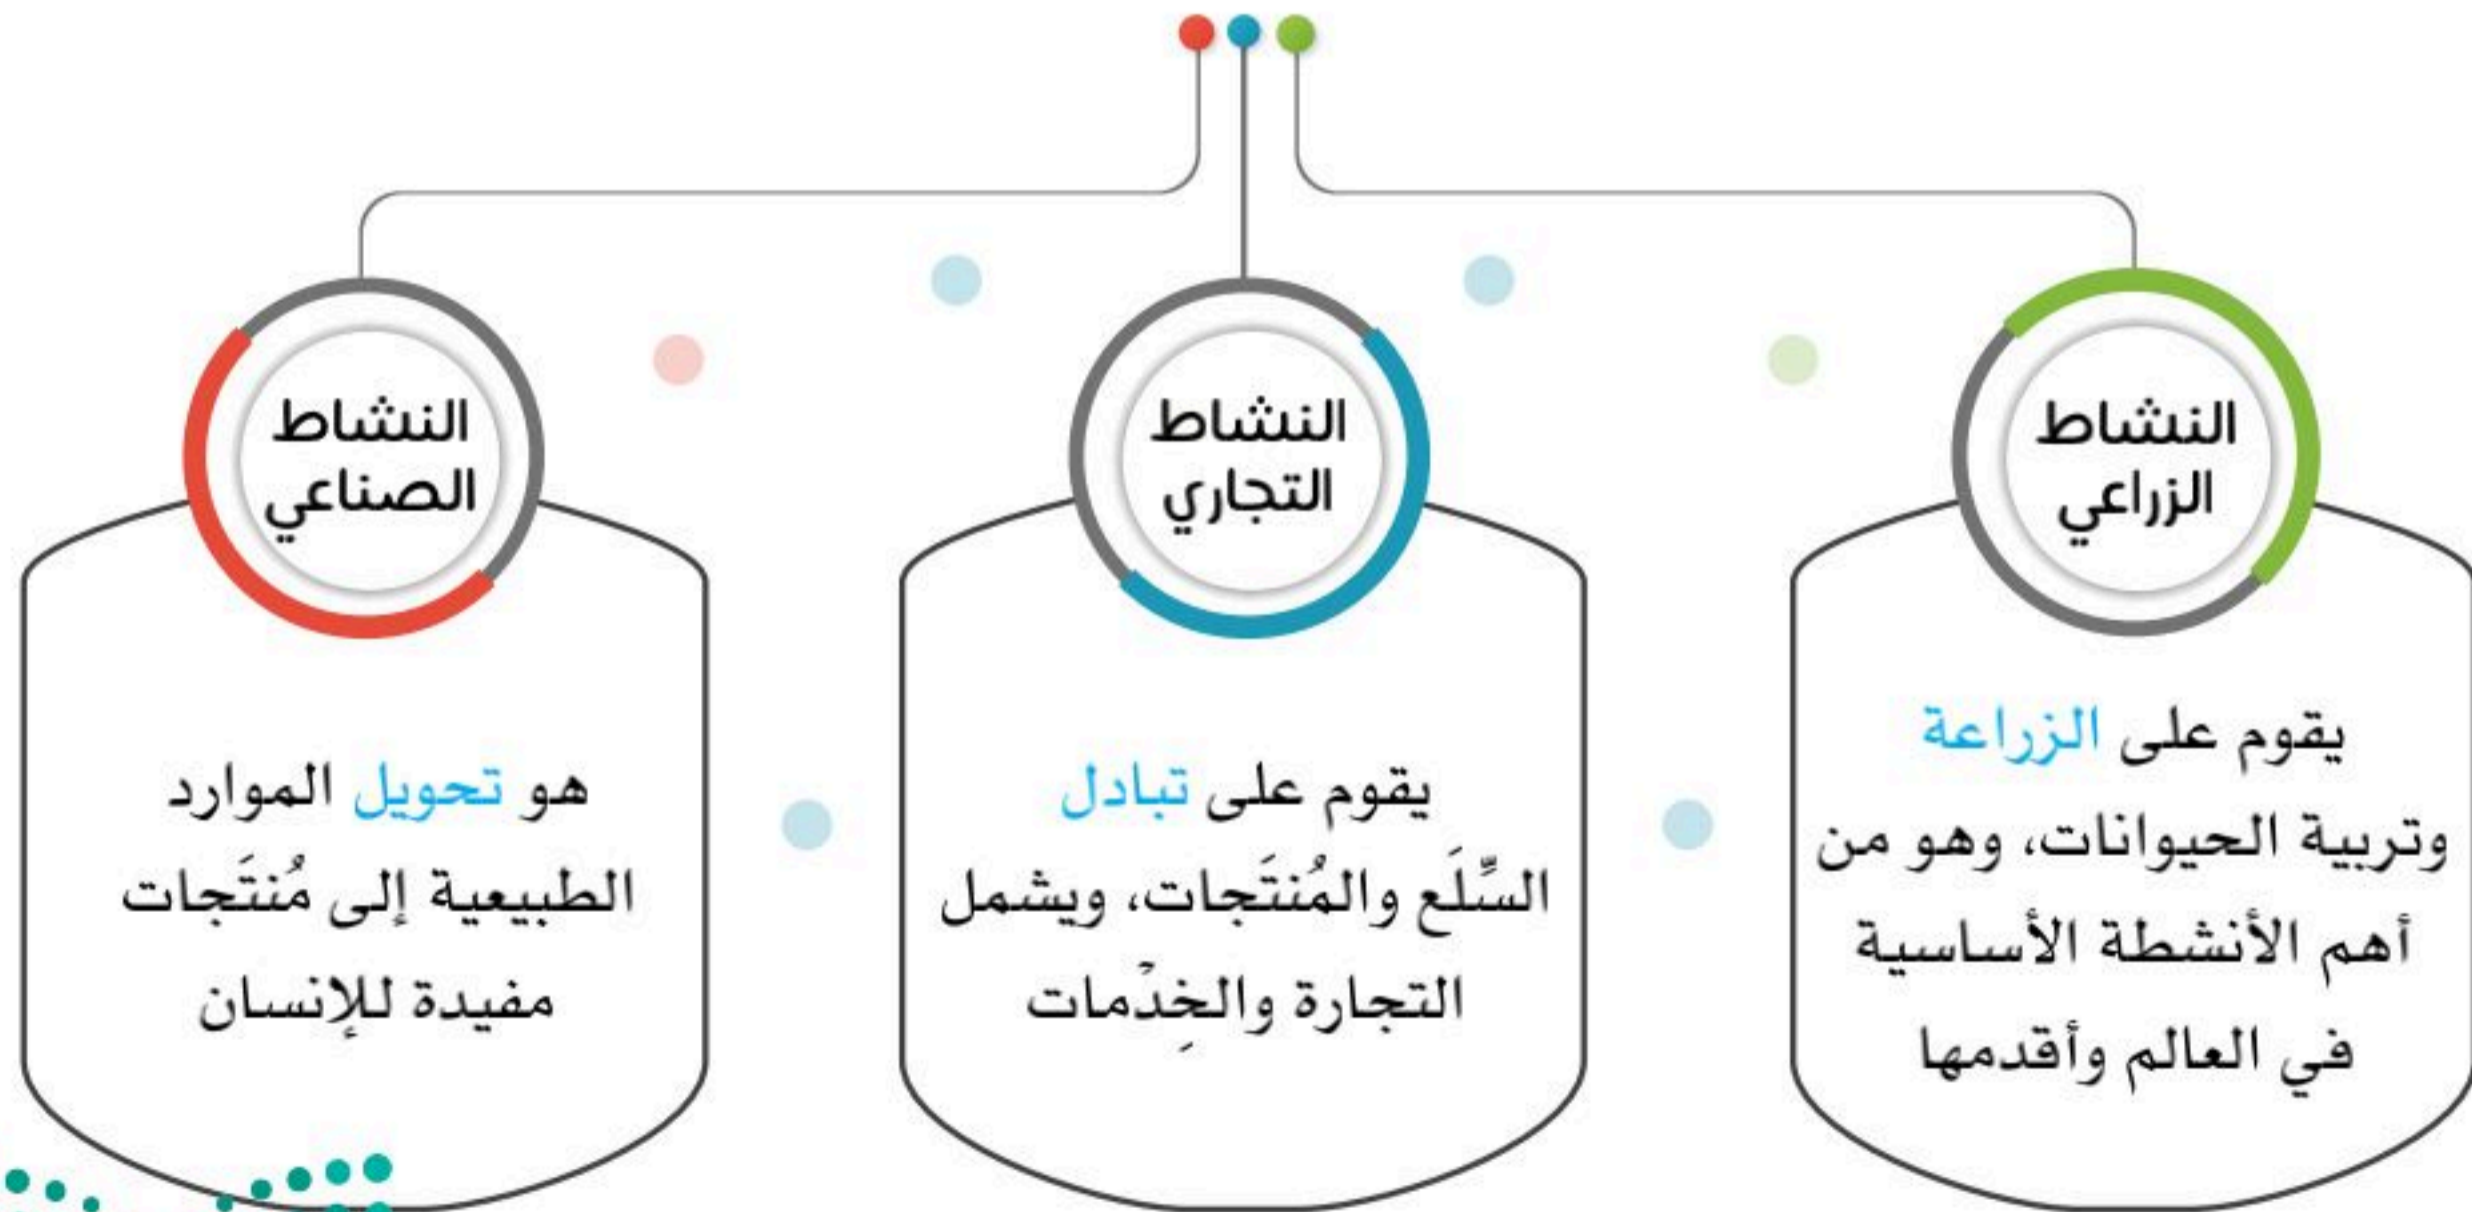 النشاط
الزراعي
يقوم على الزراعة
وتربية الحيوانات، وهو من
أهم الأنشطة الأساسية
في العالم وأقدمها
النشاط
التجاري
يقوم على تبادل
السِّلَع والمُنتَجات، ويشمل
التجارة والخِدْمات
النشاط
الصناعي
هو تحويل الموارد
الطبيعية إلى مُنتَجات
مفيدة للإنسان